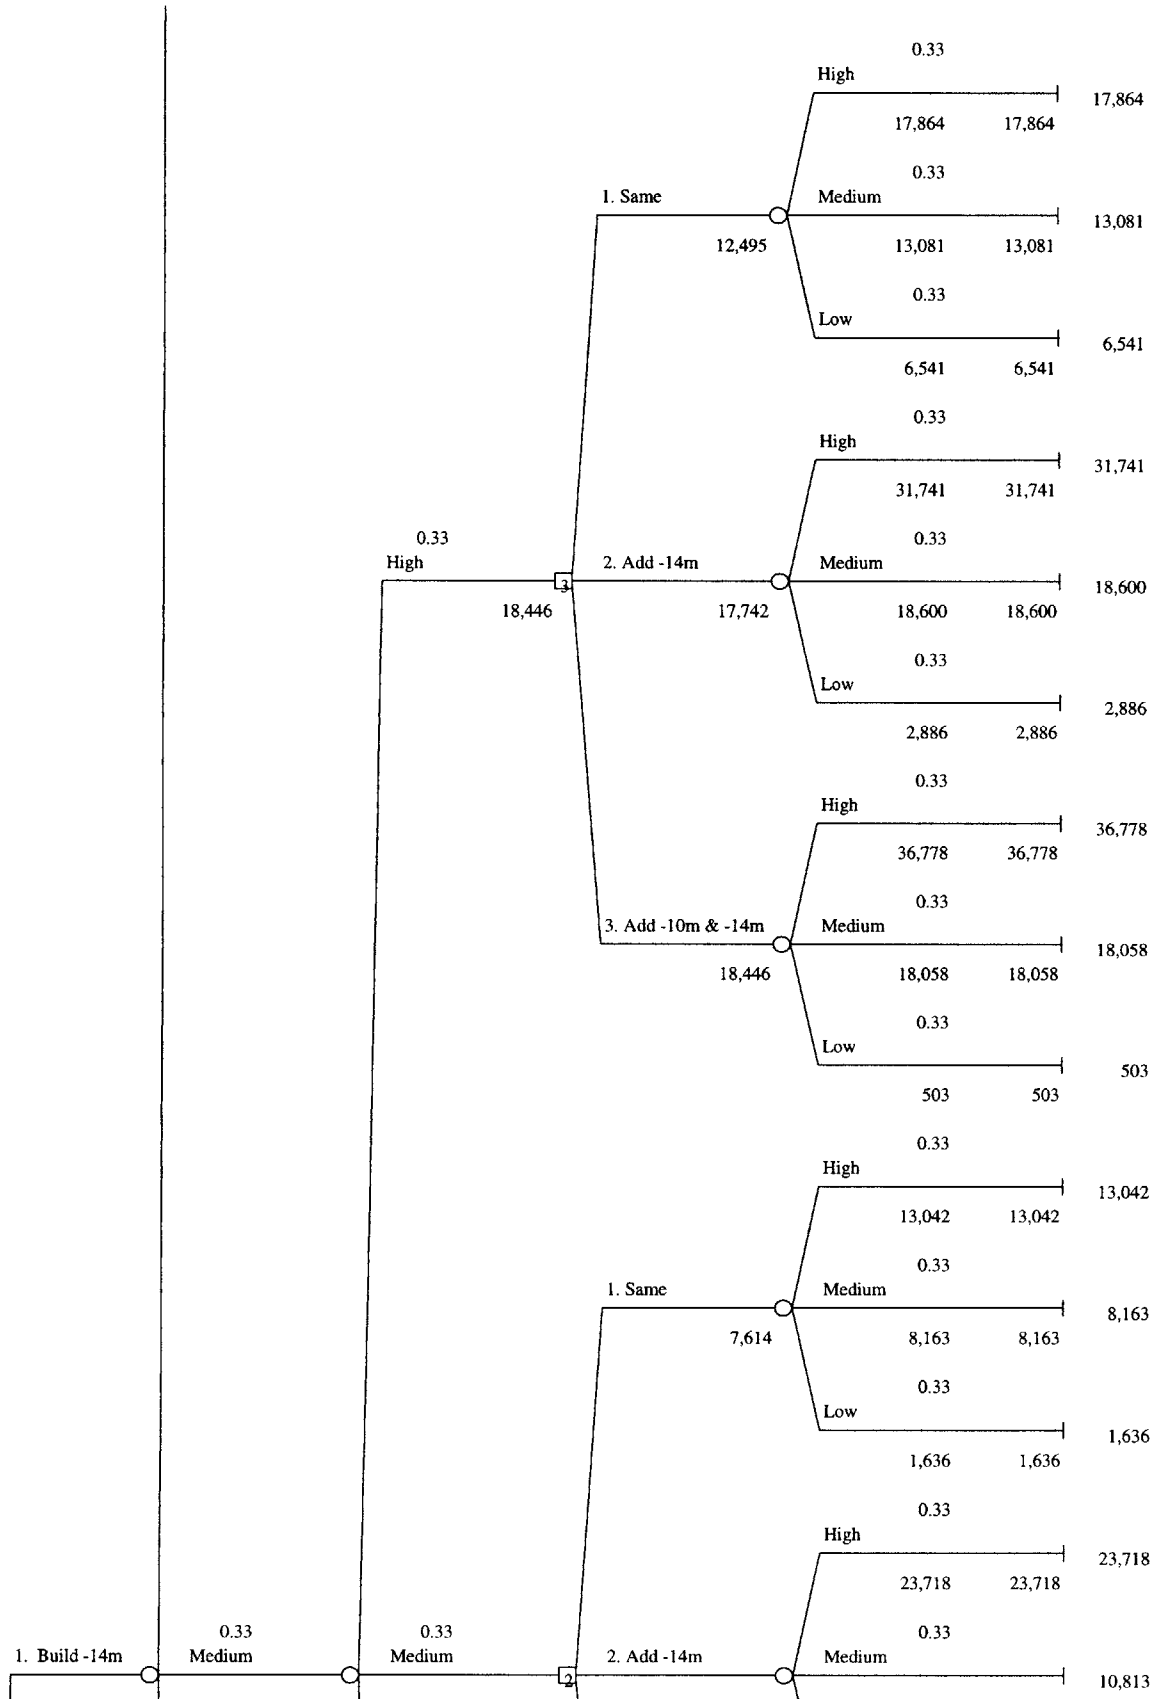 0.33
High
17,864
17,864 17,864
0.33
1. Same Medium
13,081
12,495 13,081 13,081
0.33
Low
6,541
6,541 6,541
0.33
High
31,741
31,741 31,741
0.33 0.33
High 2. Add -14m Medium
3 18,600
18,446 17,742 18,600 18,600
0.33
Low
2,886
2,886 2,886
0.33
High
36,778
36,778 36,778
0.33
3. Add -10m & -14m Medium
18,058
18,446 18,058 18,058
0.33
Low
503
503 503
0.33
High
13,042
13,042 13,042
0.33
1. Same Medium
8,163
7,614 8,163 8,163
0.33
Low
1,636
1,636 1,636
0.33
High
23,718
23,718 23,718
0.33 0.33 0.33
1. Build -14m Medium Medium 2. Add -14m Medium
2 10,813